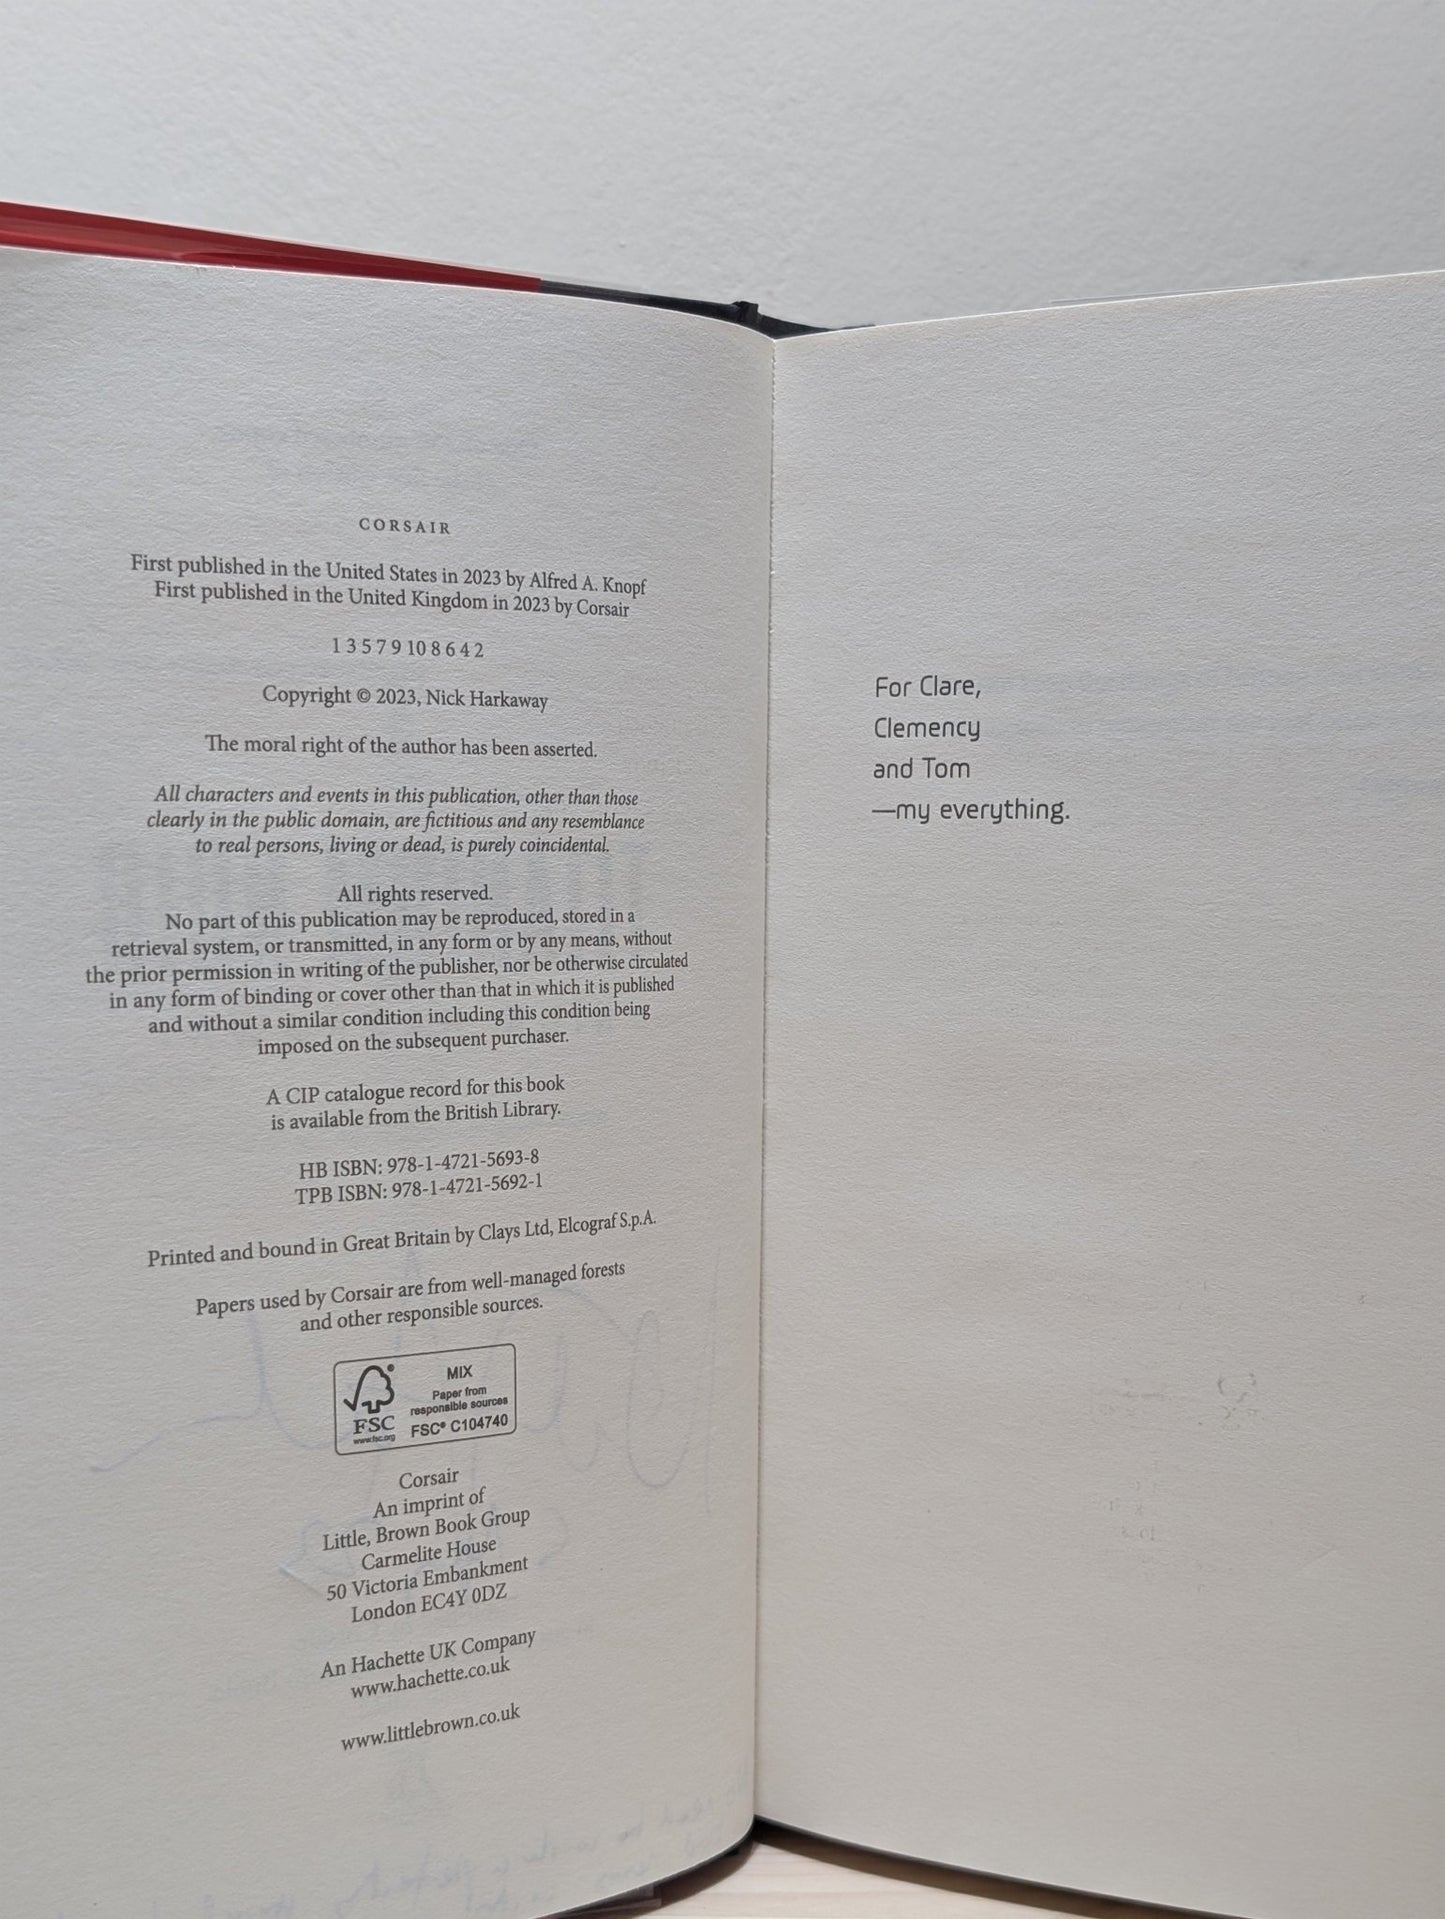 CORSAIR
First published in the United States in 2023 by Alfred A. Knopf
First published in the United Kingdom in 2023 by Corsair
1 3 5 7 9 10 8 6 4 2
Copyright © 2023, Nick Harkaway
The moral right of the author has been asserted.
All characters and events in this publication, other than those
clearly in the public domain, are fictitious and any resemblance
to real persons, living or dead, is purely coincidental.
All rights reserved.
No part of this publication may be reproduced, stored in a
retrieval system, or transmitted, in any form or by any means, without
the prior permission in writing of the publisher, nor be otherwise circulated
in any form of binding or cover other than that in which it is published
and without a similar condition including this condition being
imposed on the subsequent purchaser.
A CIP catalogue record for this book
is available from the British Library.
HB ISBN: 978-1-4721-5693-8
TPB ISBN: 978-1-4721-5692-1
Printed and bound in Great Britain by Clays Ltd, Elcograf S.p.A.
Papers used by Corsair are from well-managed forests
and other responsible sources.
MIX
Paper from
responsible sources
FSC
www.fsc.org
FSC® C104740
Corsair
An imprint of
Little, Brown Book Group
Carmelite House
50 Victoria Embankment
London EC4Y 0DZ
An Hachette UK Company
www.hachette.co.uk
www.littlebrown.co.uk
For Clare,
Clemency
and Tom
—my everything.